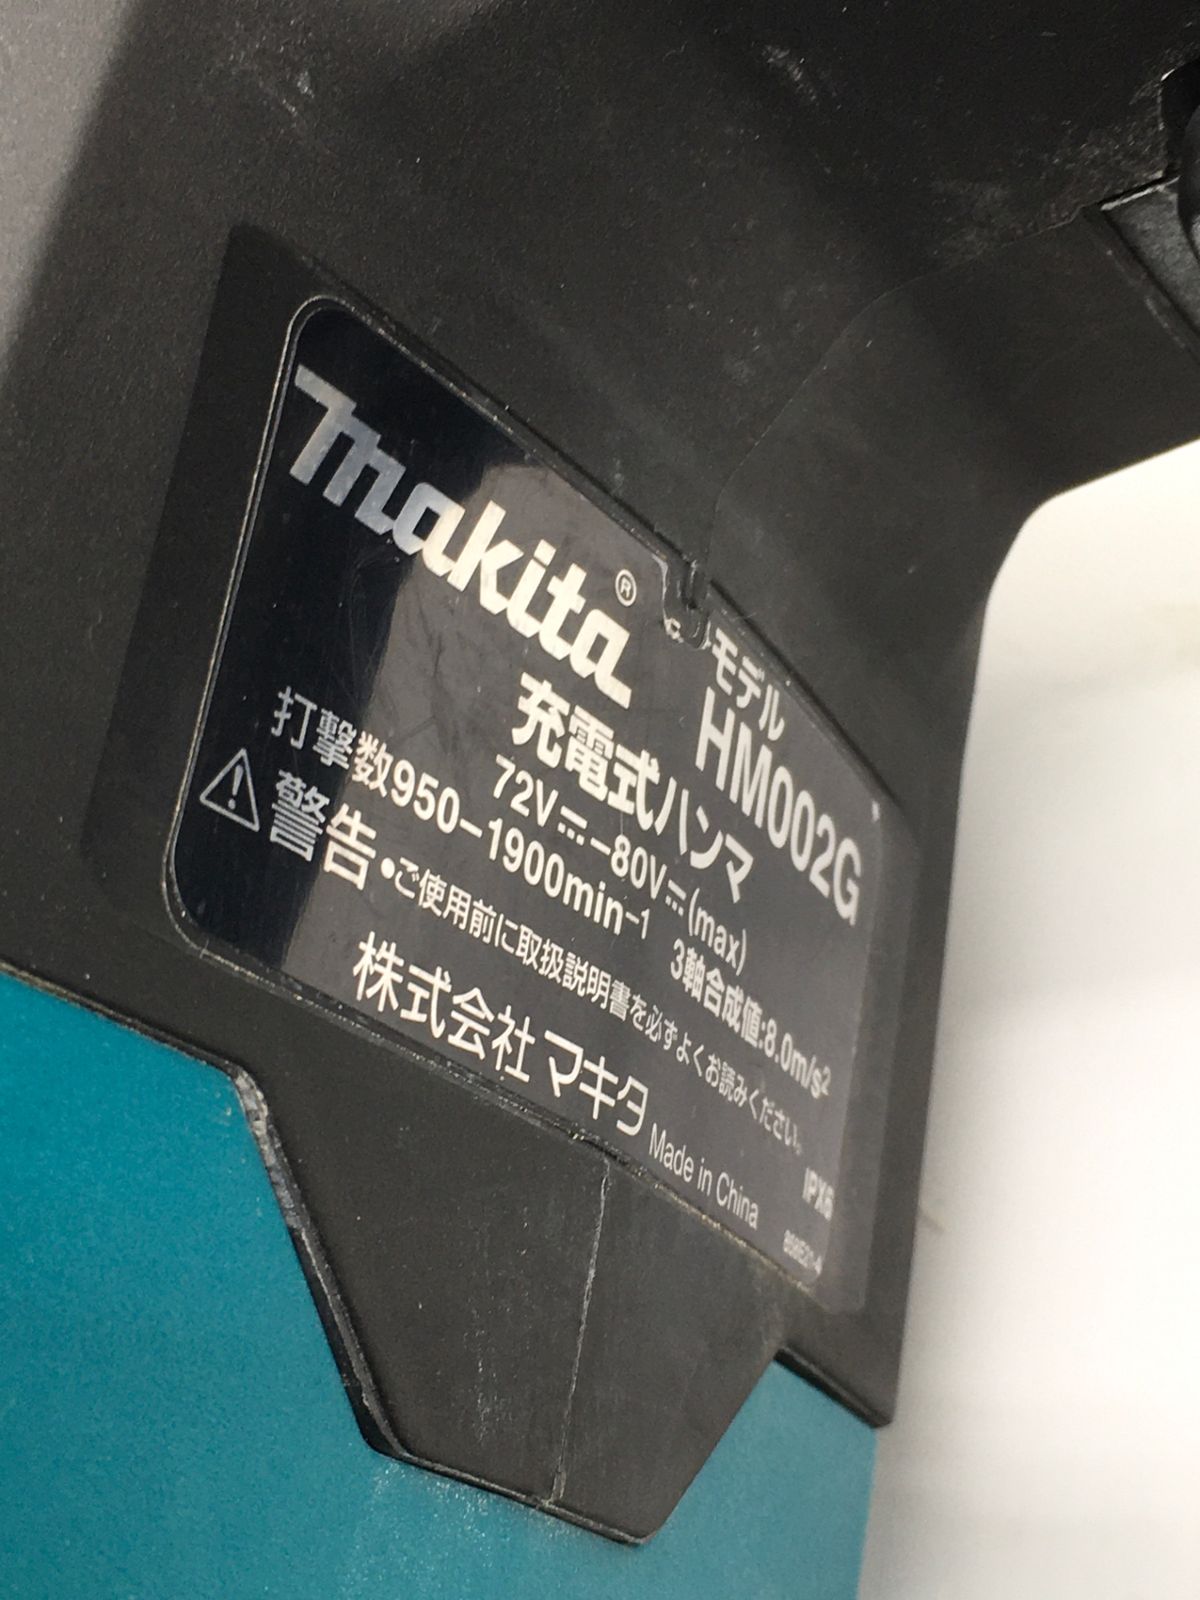 makita®
モデル
HM002G
充電式ハンマ
72V⎓-80V⎓(max)
打撃数950-1900min⁻¹ 3軸合成値:8.0m/s²
⚠警告 •ご使用前に取扱説明書を必ずよくお読みください。
株式会社マキタ Made in China